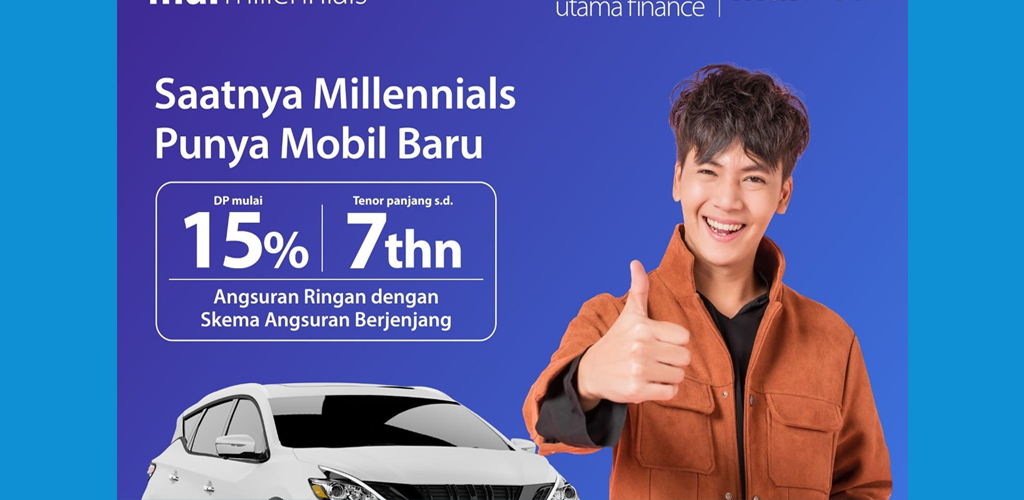 millennials
utama finance
Saatnya Millennials
Punya Mobil Baru
DP mulai
15%
Tenor panjang s.d.
7thn
Angsuran Ringan dengan
Skema Angsuran Berjenjang